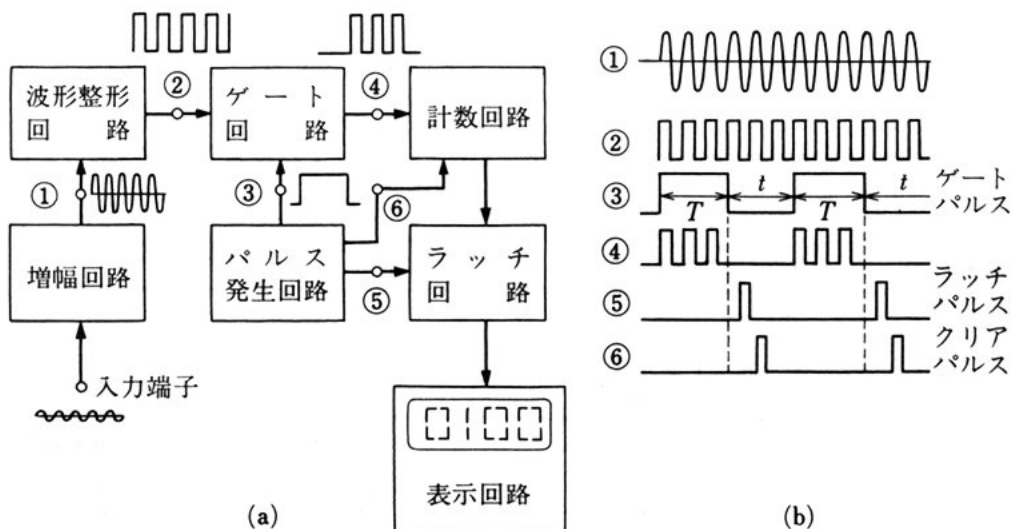 波形整形
回路
②
ゲート
回路
④
計数回路
①
③
⑥
増幅回路
パルス
発生回路
⑤
ラッチ
回路
入力端子
0100
表示回路
(a)
①
②
③
T
t
T
t
ゲート
パルス
④
⑤
ラッチ
パルス
⑥
クリア
パルス
(b)